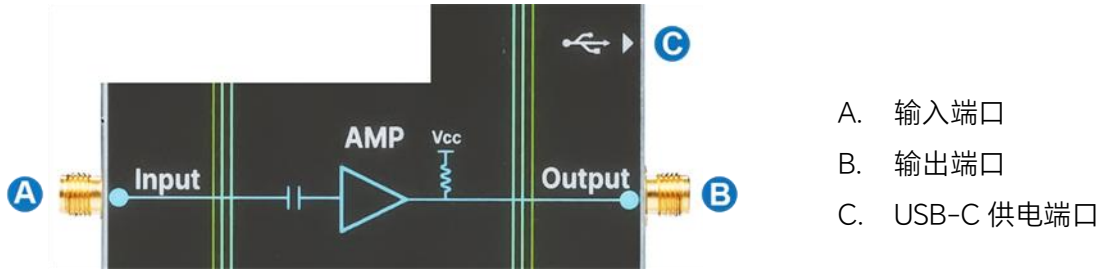 C
AMP
Vcc
Input
Output
A
B
A. 输入端口
B. 输出端口
C. USB-C 供电端口